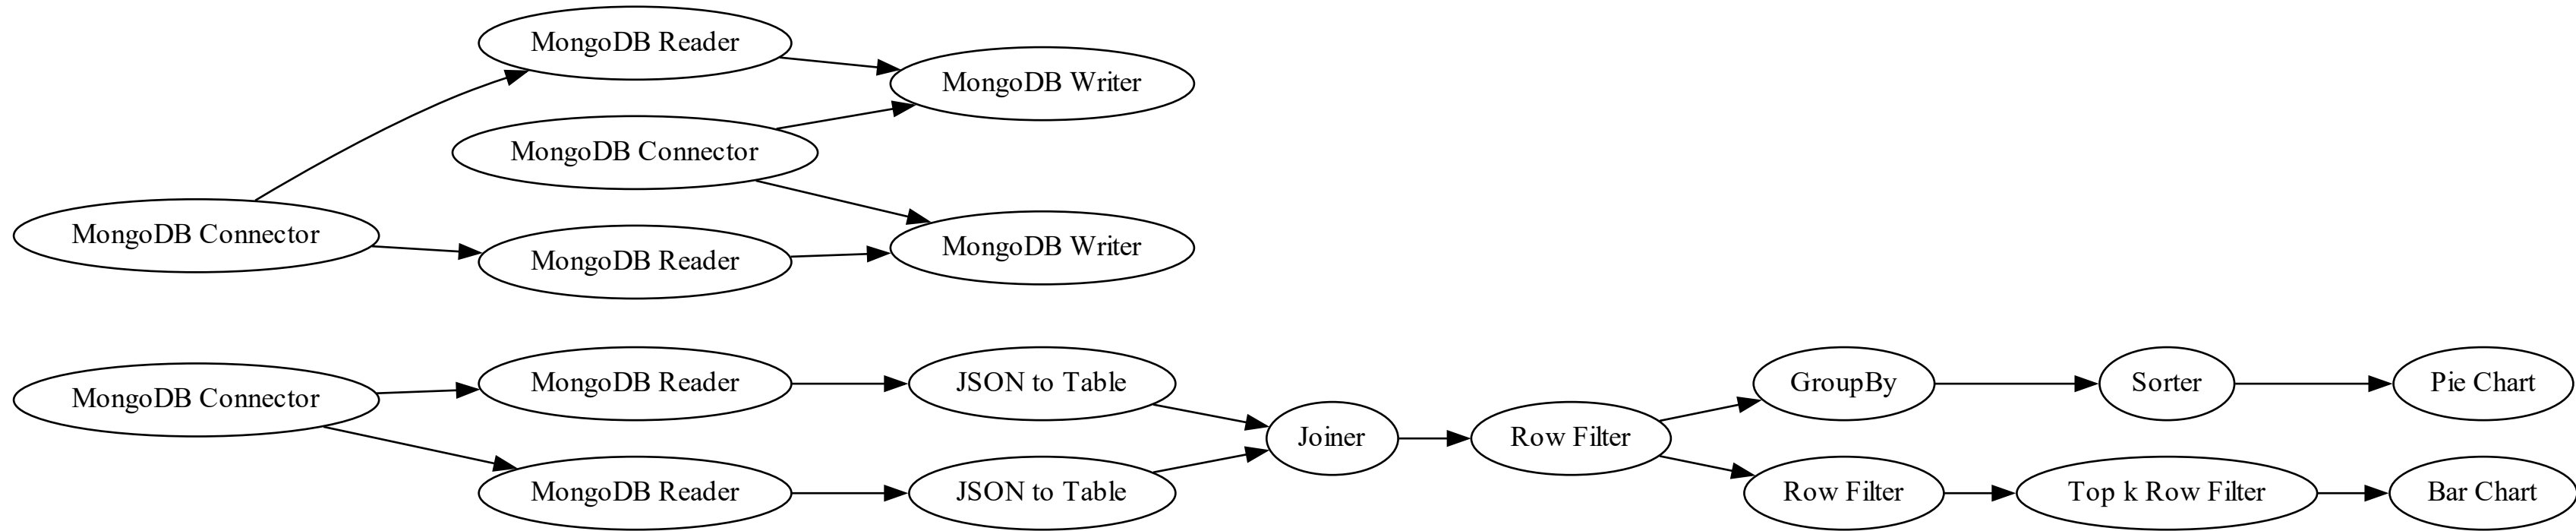 MongoDB Reader
MongoDB Writer
MongoDB Connector
MongoDB Connector
MongoDB Reader
MongoDB Writer
MongoDB Connector
MongoDB Reader
JSON to Table
GroupBy
Sorter
Pie Chart
Joiner
Row Filter
MongoDB Reader
JSON to Table
Row Filter
Top k Row Filter
Bar Chart